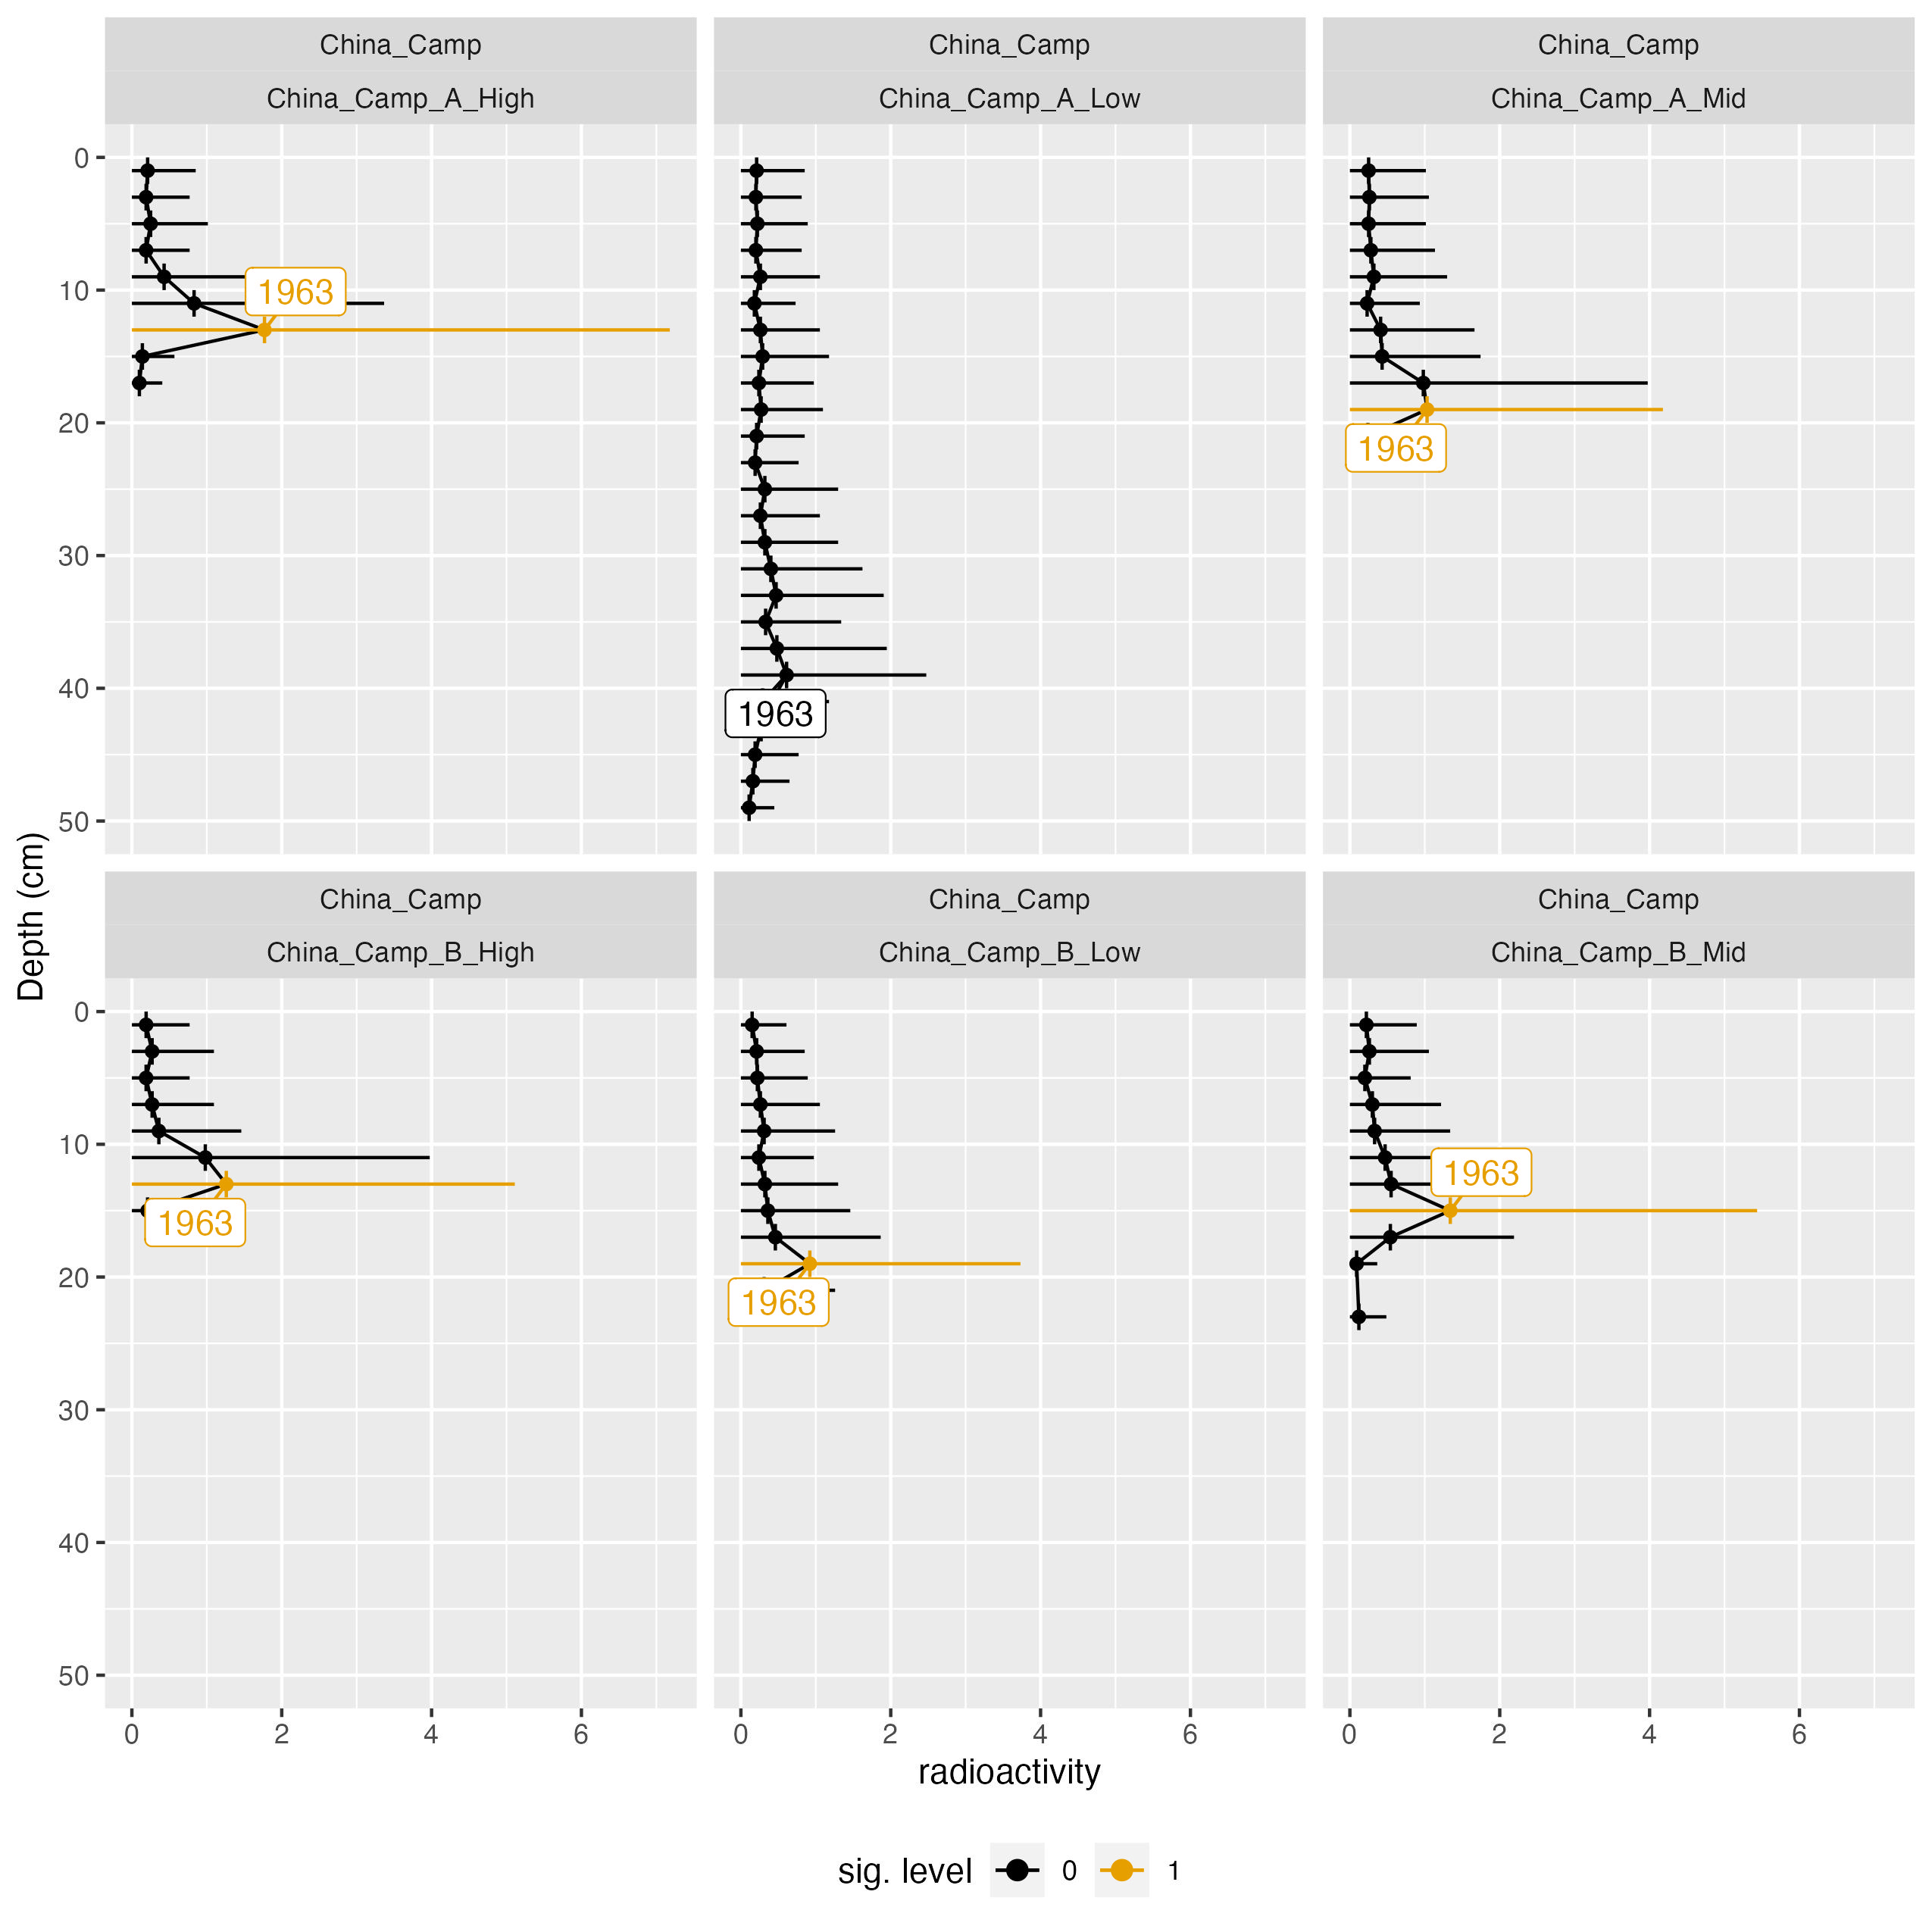 China_Camp China_Camp China_Camp
China_Camp_A_High China_Camp_A_Low China_Camp_A_Mid
0
10
20
30
40
50
1963
1963
1963
Depth (cm)
China_Camp China_Camp China_Camp
China_Camp_B_High China_Camp_B_Low China_Camp_B_Mid
0
10
20
30
40
50
1963
1963
1963
0 2 4 6 0 2 4 6 0 2 4 6
radioactivity
sig. level 0 1